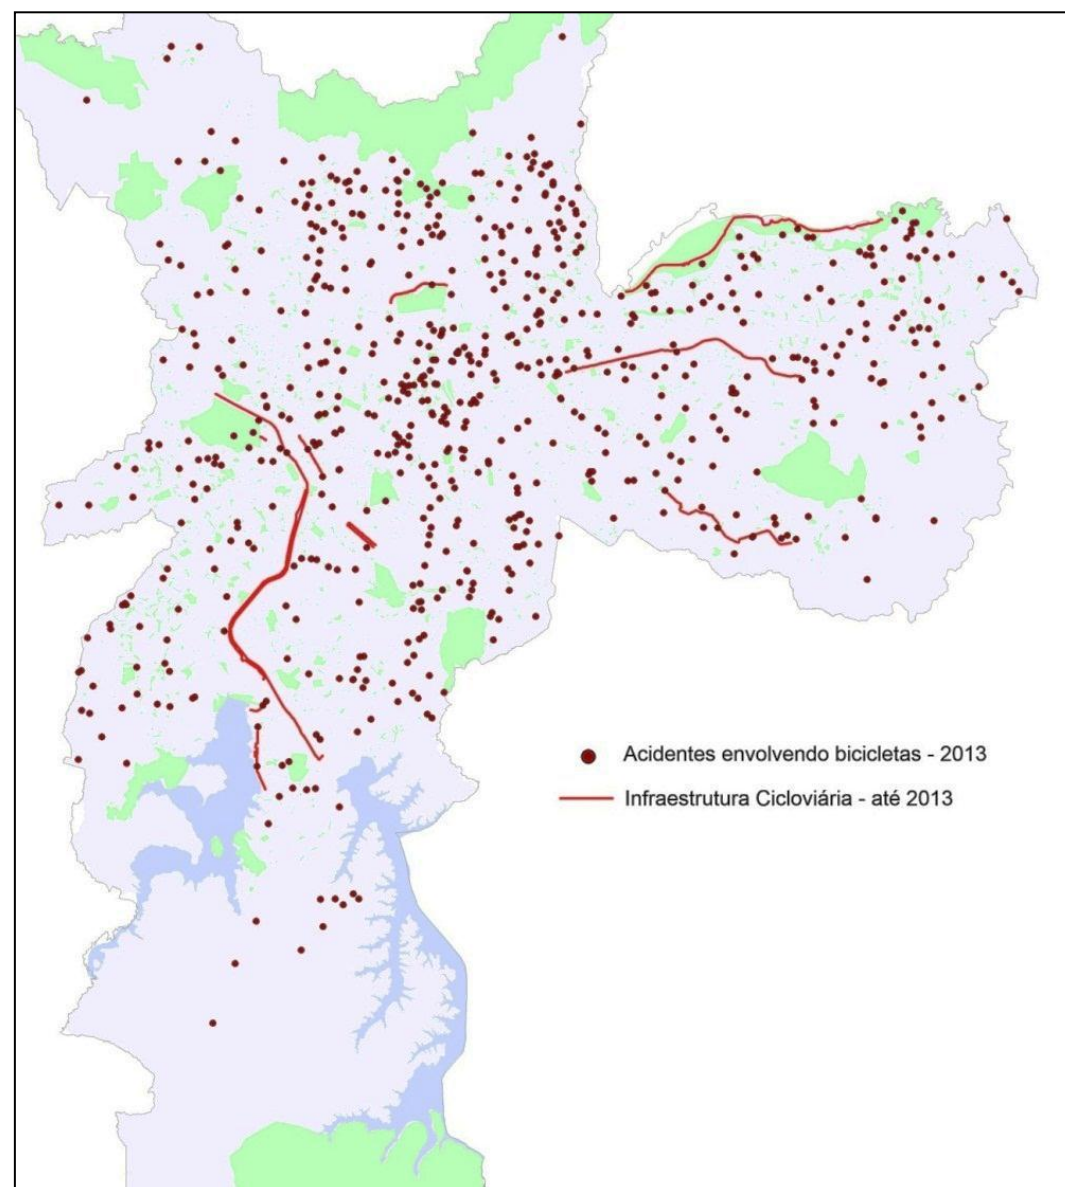 Acidentes envolvendo bicicletas - 2013
Infraestrutura Cicloviária - até 2013